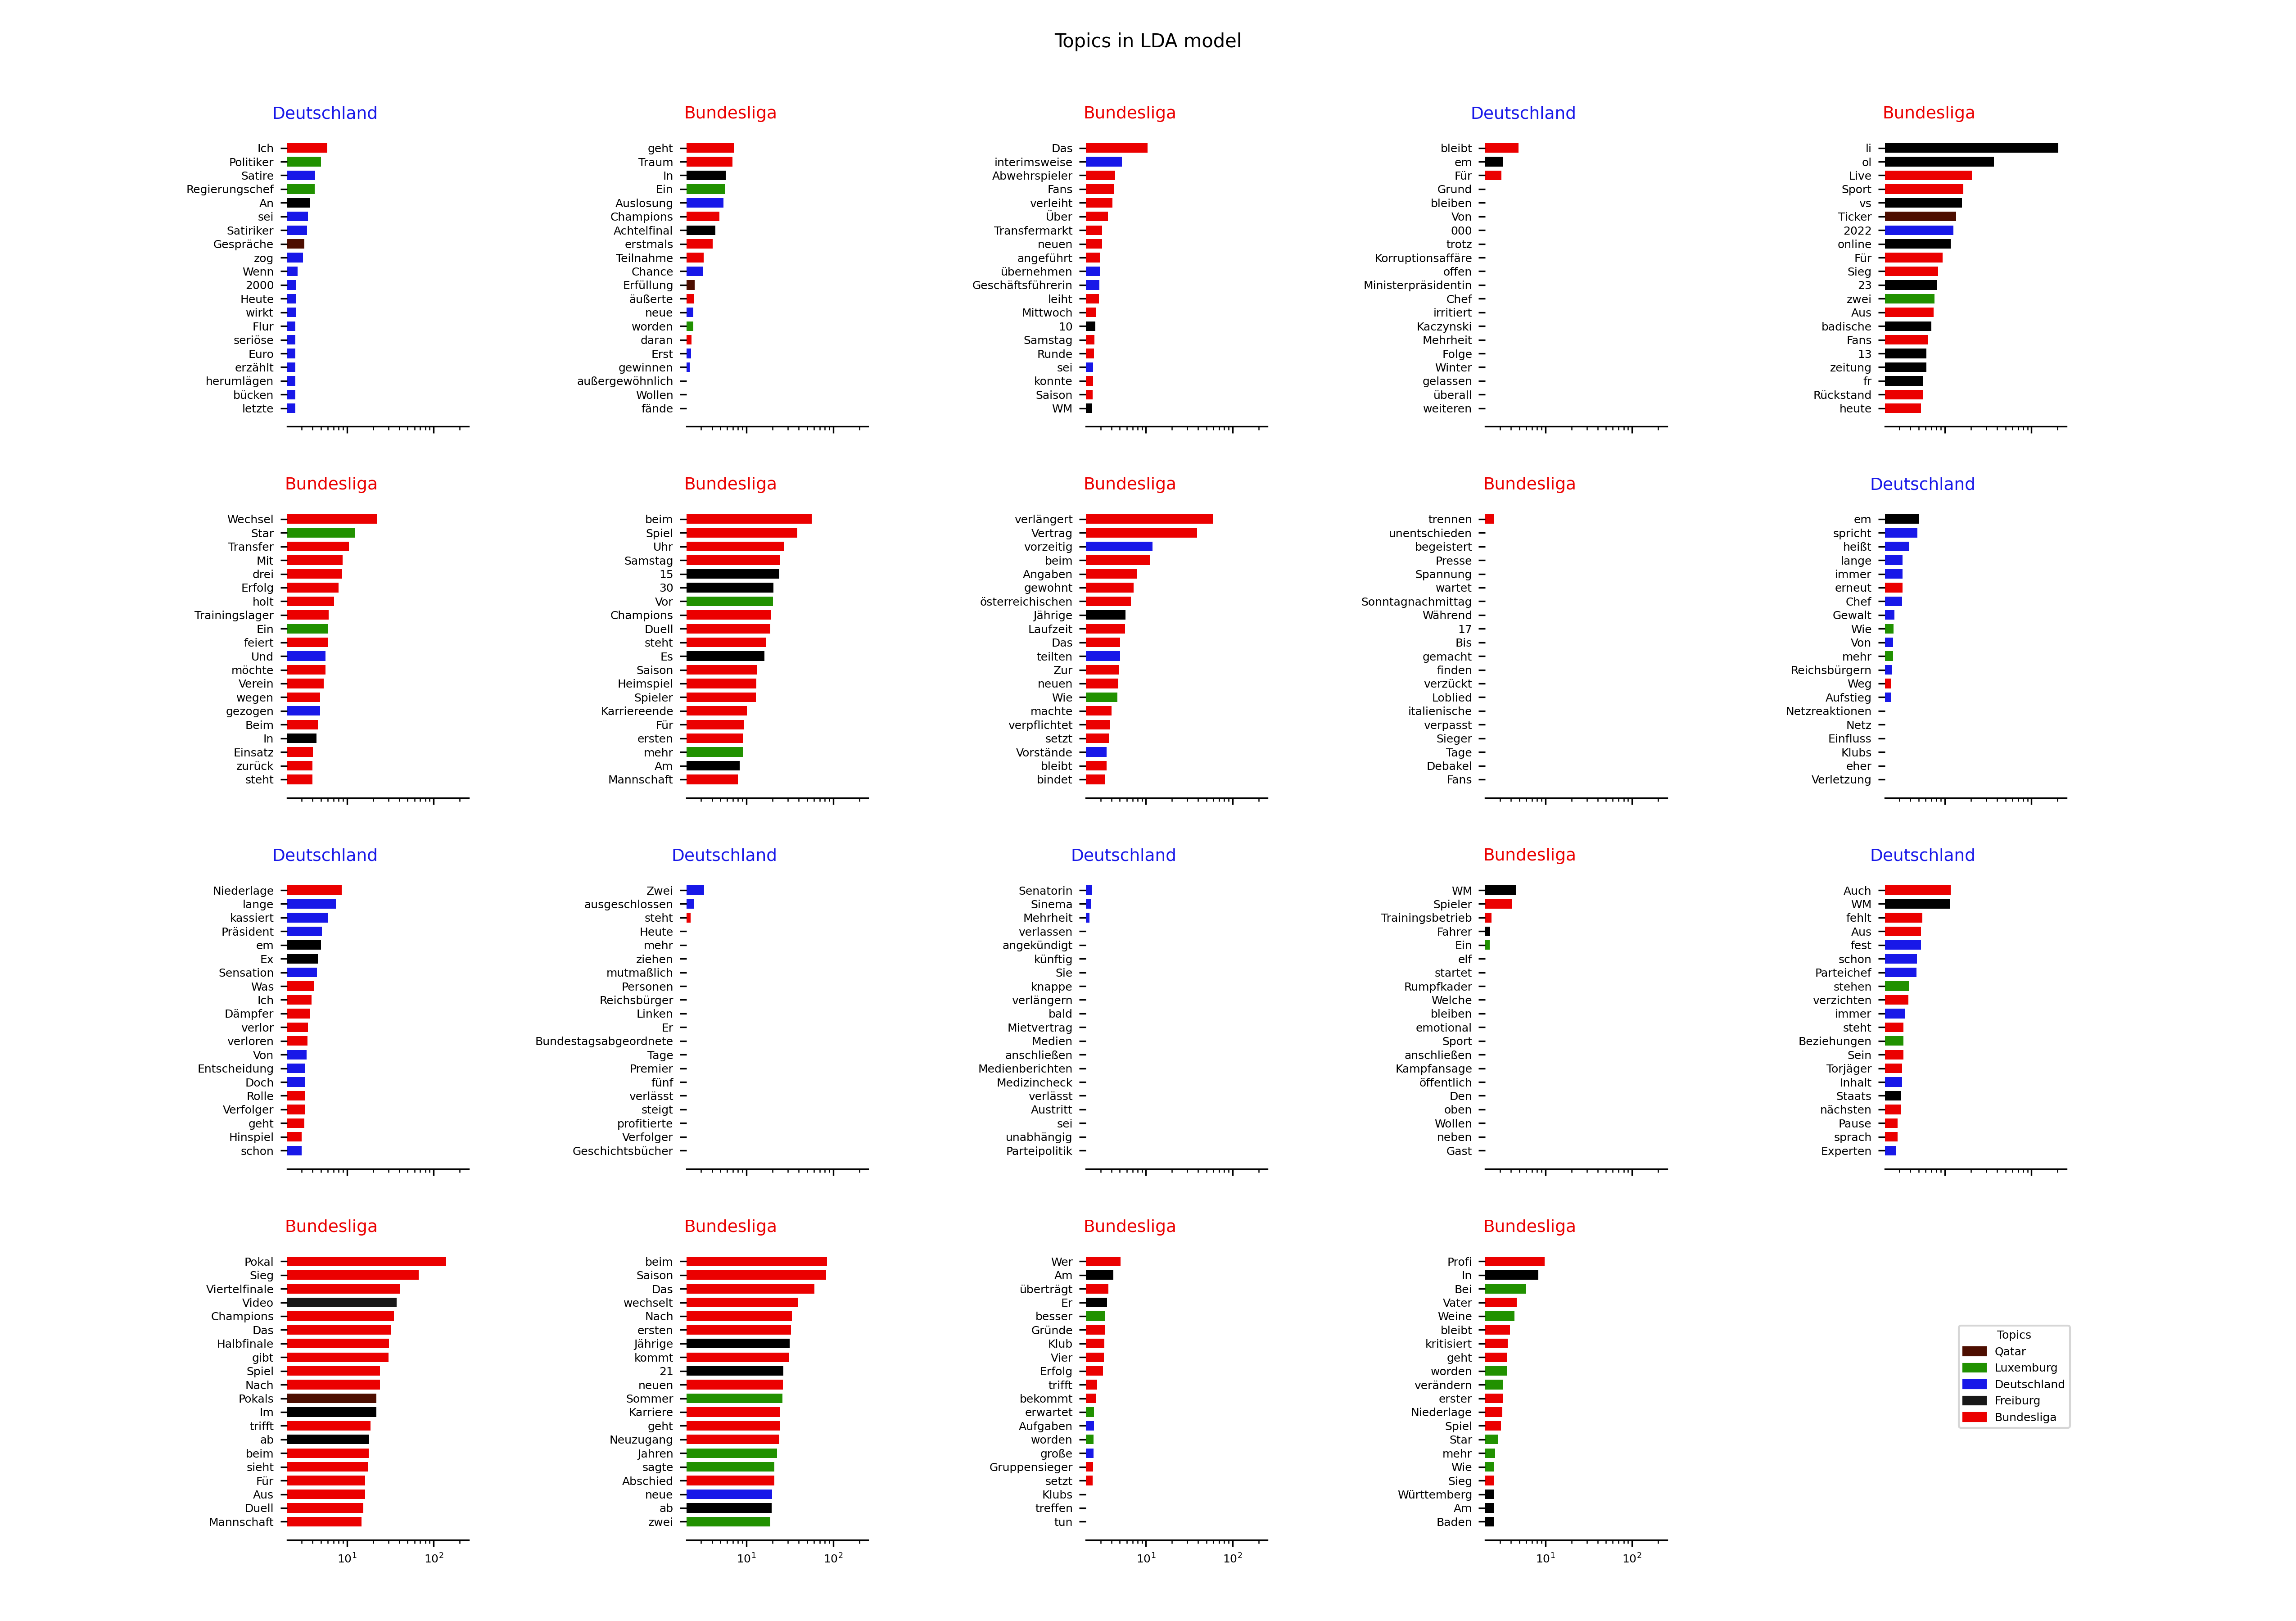 Topics in LDA model
Deutschland
Ich
Politiker
Satire
Regierungschef
An
sei
Satiriker
Gespräche
zog
Wenn
2000
Heute
wirkt
Flur
seriöse
Euro
erzählt
herumlägen
bücken
letzte
Bundesliga
geht
Traum
In
Ein
Auslosung
Champions
Achtelfinal
erstmals
Teilnahme
Chance
Erfüllung
äußerte
neue
worden
daran
Erst
gewinnen
außergewöhnlich
Wollen
fände
Bundesliga
Das
interimsweise
Abwehrspieler
Fans
verleiht
Über
Transfermarkt
neuen
angeführt
übernehmen
Geschäftsführerin
leiht
Mittwoch
10
Samstag
Runde
sei
konnte
Saison
WM
Deutschland
bleibt
em
Für
Grund
bleiben
Von
000
trotz
Korruptionsaffäre
offen
Ministerpräsidentin
Chef
irritiert
Kaczynski
Mehrheit
Folge
Winter
gelassen
überall
weiteren
Bundesliga
li
ol
Live
Sport
vs
Ticker
2022
online
Für
Sieg
23
zwei
Aus
badische
Fans
13
zeitung
fr
Rückstand
heute
Bundesliga
Wechsel
Star
Transfer
Mit
drei
Erfolg
holt
Trainingslager
Ein
feiert
Und
möchte
Verein
wegen
gezogen
Beim
In
Einsatz
zurück
steht
Bundesliga
beim
Spiel
Uhr
Samstag
15
30
Vor
Champions
Duell
steht
Es
Saison
Heimspiel
Spieler
Karriereende
Für
ersten
mehr
Am
Mannschaft
Bundesliga
verlängert
Vertrag
vorzeitig
beim
Angaben
gewohnt
österreichischen
Jährige
Laufzeit
Das
teilten
Zur
neuen
Wie
machte
verpflichtet
setzt
Vorstände
bleibt
bindet
Bundesliga
trennen
unentschieden
begeistert
Presse
Spannung
wartet
Sonntagnachmittag
Während
17
Bis
gemacht
finden
verzückt
Loblied
italienische
verpasst
Sieger
Tage
Debakel
Fans
Deutschland
em
spricht
heißt
lange
immer
erneut
Chef
Gewalt
Wie
Von
mehr
Reichsbürgern
Weg
Aufstieg
Netzreaktionen
Netz
Einfluss
Klubs
eher
Verletzung
Deutschland
Niederlage
lange
kassiert
Präsident
em
Ex
Sensation
Was
Ich
Dämpfer
verlor
verloren
Von
Entscheidung
Doch
Rolle
Verfolger
geht
Hinspiel
schon
Deutschland
Zwei
ausgeschlossen
steht
Heute
mehr
ziehen
mutmaßlich
Personen
Reichsbürger
Linken
Er
Bundestagsabgeordnete
Tage
Premier
fünf
verlässt
steigt
profitierte
Verfolger
Geschichtsbücher
Deutschland
Senatorin
Sinema
Mehrheit
verlassen
angekündigt
künftig
Sie
knappe
verlängern
bald
Mietvertrag
Medien
anschließen
Medienberichten
Medizincheck
verlässt
Austritt
sei
unabhängig
Parteipolitik
Bundesliga
WM
Spieler
Trainingsbetrieb
Fahrer
Ein
elf
startet
Rumpfkader
Welche
bleiben
emotional
Sport
anschließen
Kampfansage
öffentlich
Den
oben
Wollen
neben
Gast
Deutschland
Auch
WM
fehlt
Aus
fest
schon
Parteichef
stehen
verzichten
immer
steht
Beziehungen
Sein
Torjäger
Inhalt
Staats
nächsten
Pause
sprach
Experten
Bundesliga
Pokal
Sieg
Viertelfinale
Video
Champions
Das
Halbfinale
gibt
Spiel
Nach
Pokals
Im
trifft
ab
beim
sieht
Für
Aus
Duell
Mannschaft
10^1 10^2
Bundesliga
beim
Saison
Das
wechselt
Nach
ersten
Jährige
kommt
21
neuen
Sommer
Karriere
geht
Neuzugang
Jahren
sagte
Abschied
neue
ab
zwei
10^1 10^2
Bundesliga
Wer
Am
überträgt
Er
besser
Gründe
Klub
Vier
Erfolg
trifft
bekommt
erwartet
Aufgaben
worden
große
Gruppensieger
setzt
Klubs
treffen
tun
10^1 10^2
Bundesliga
Profi
In
Bei
Vater
Weine
bleibt
kritisiert
geht
worden
verändern
erster
Niederlage
Spiel
Star
mehr
Wie
Sieg
Württemberg
Am
Baden
10^1 10^2
Topics
Qatar
Luxemburg
Deutschland
Freiburg
Bundesliga